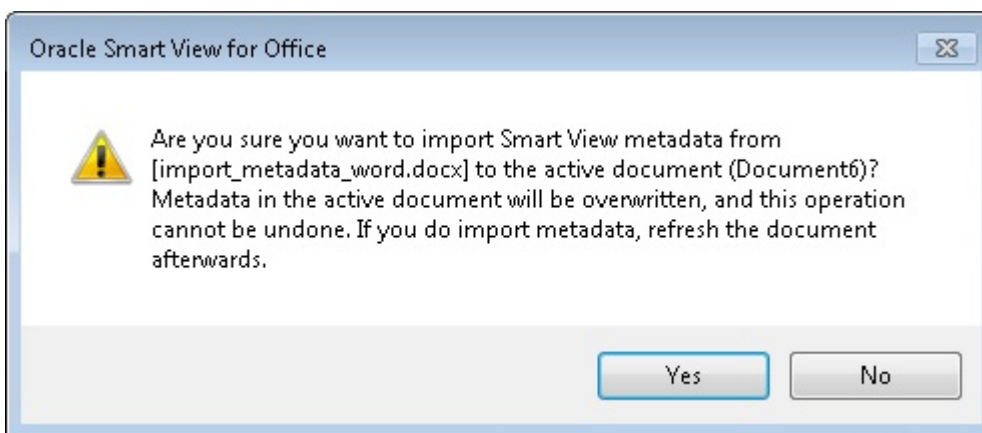 Oracle Smart View for Office
Are you sure you want to import Smart View metadata from
[import_metadata_word.docx] to the active document (Document6)?
Metadata in the active document will be overwritten, and this operation
cannot be undone. If you do import metadata, refresh the document
afterwards.
Yes No